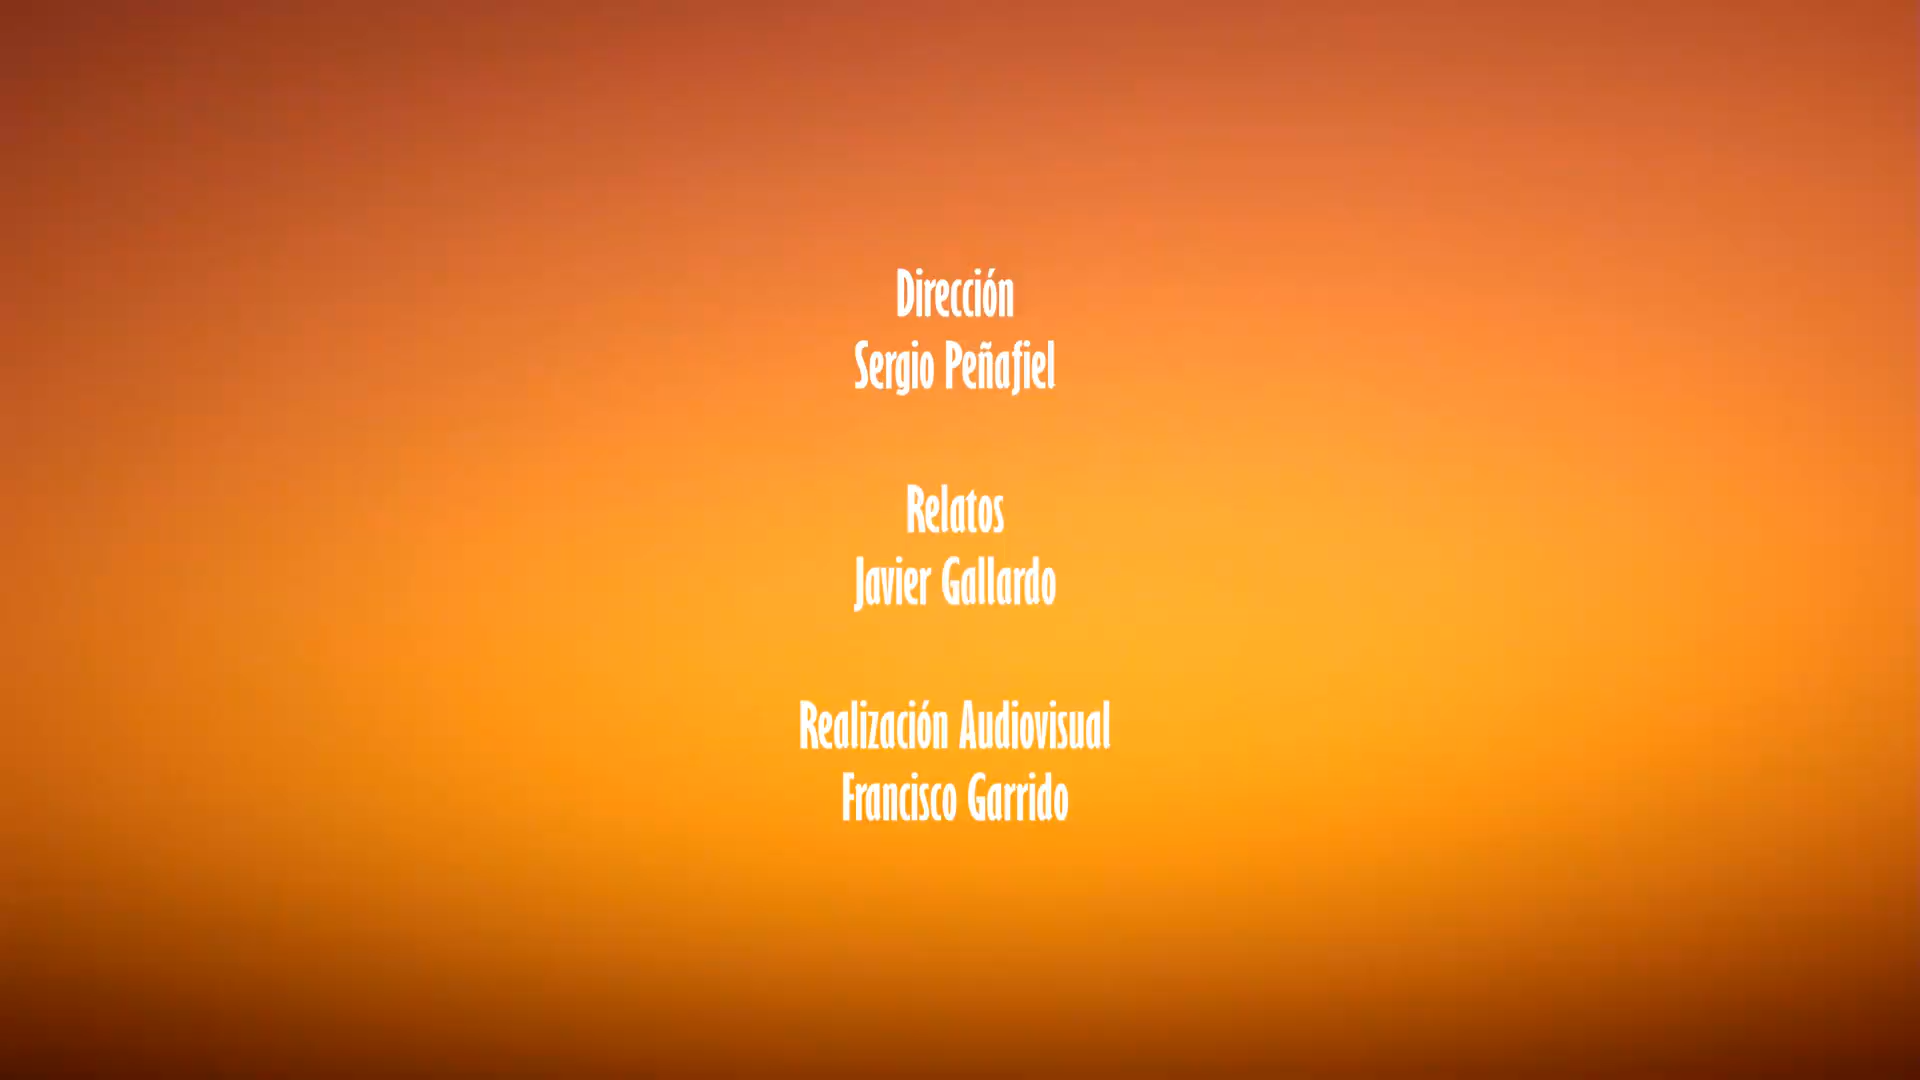 Dirección
Sergio Peñafiel
Relatos
Javier Gallardo
Realización Audiovisual
Francisco Garrido